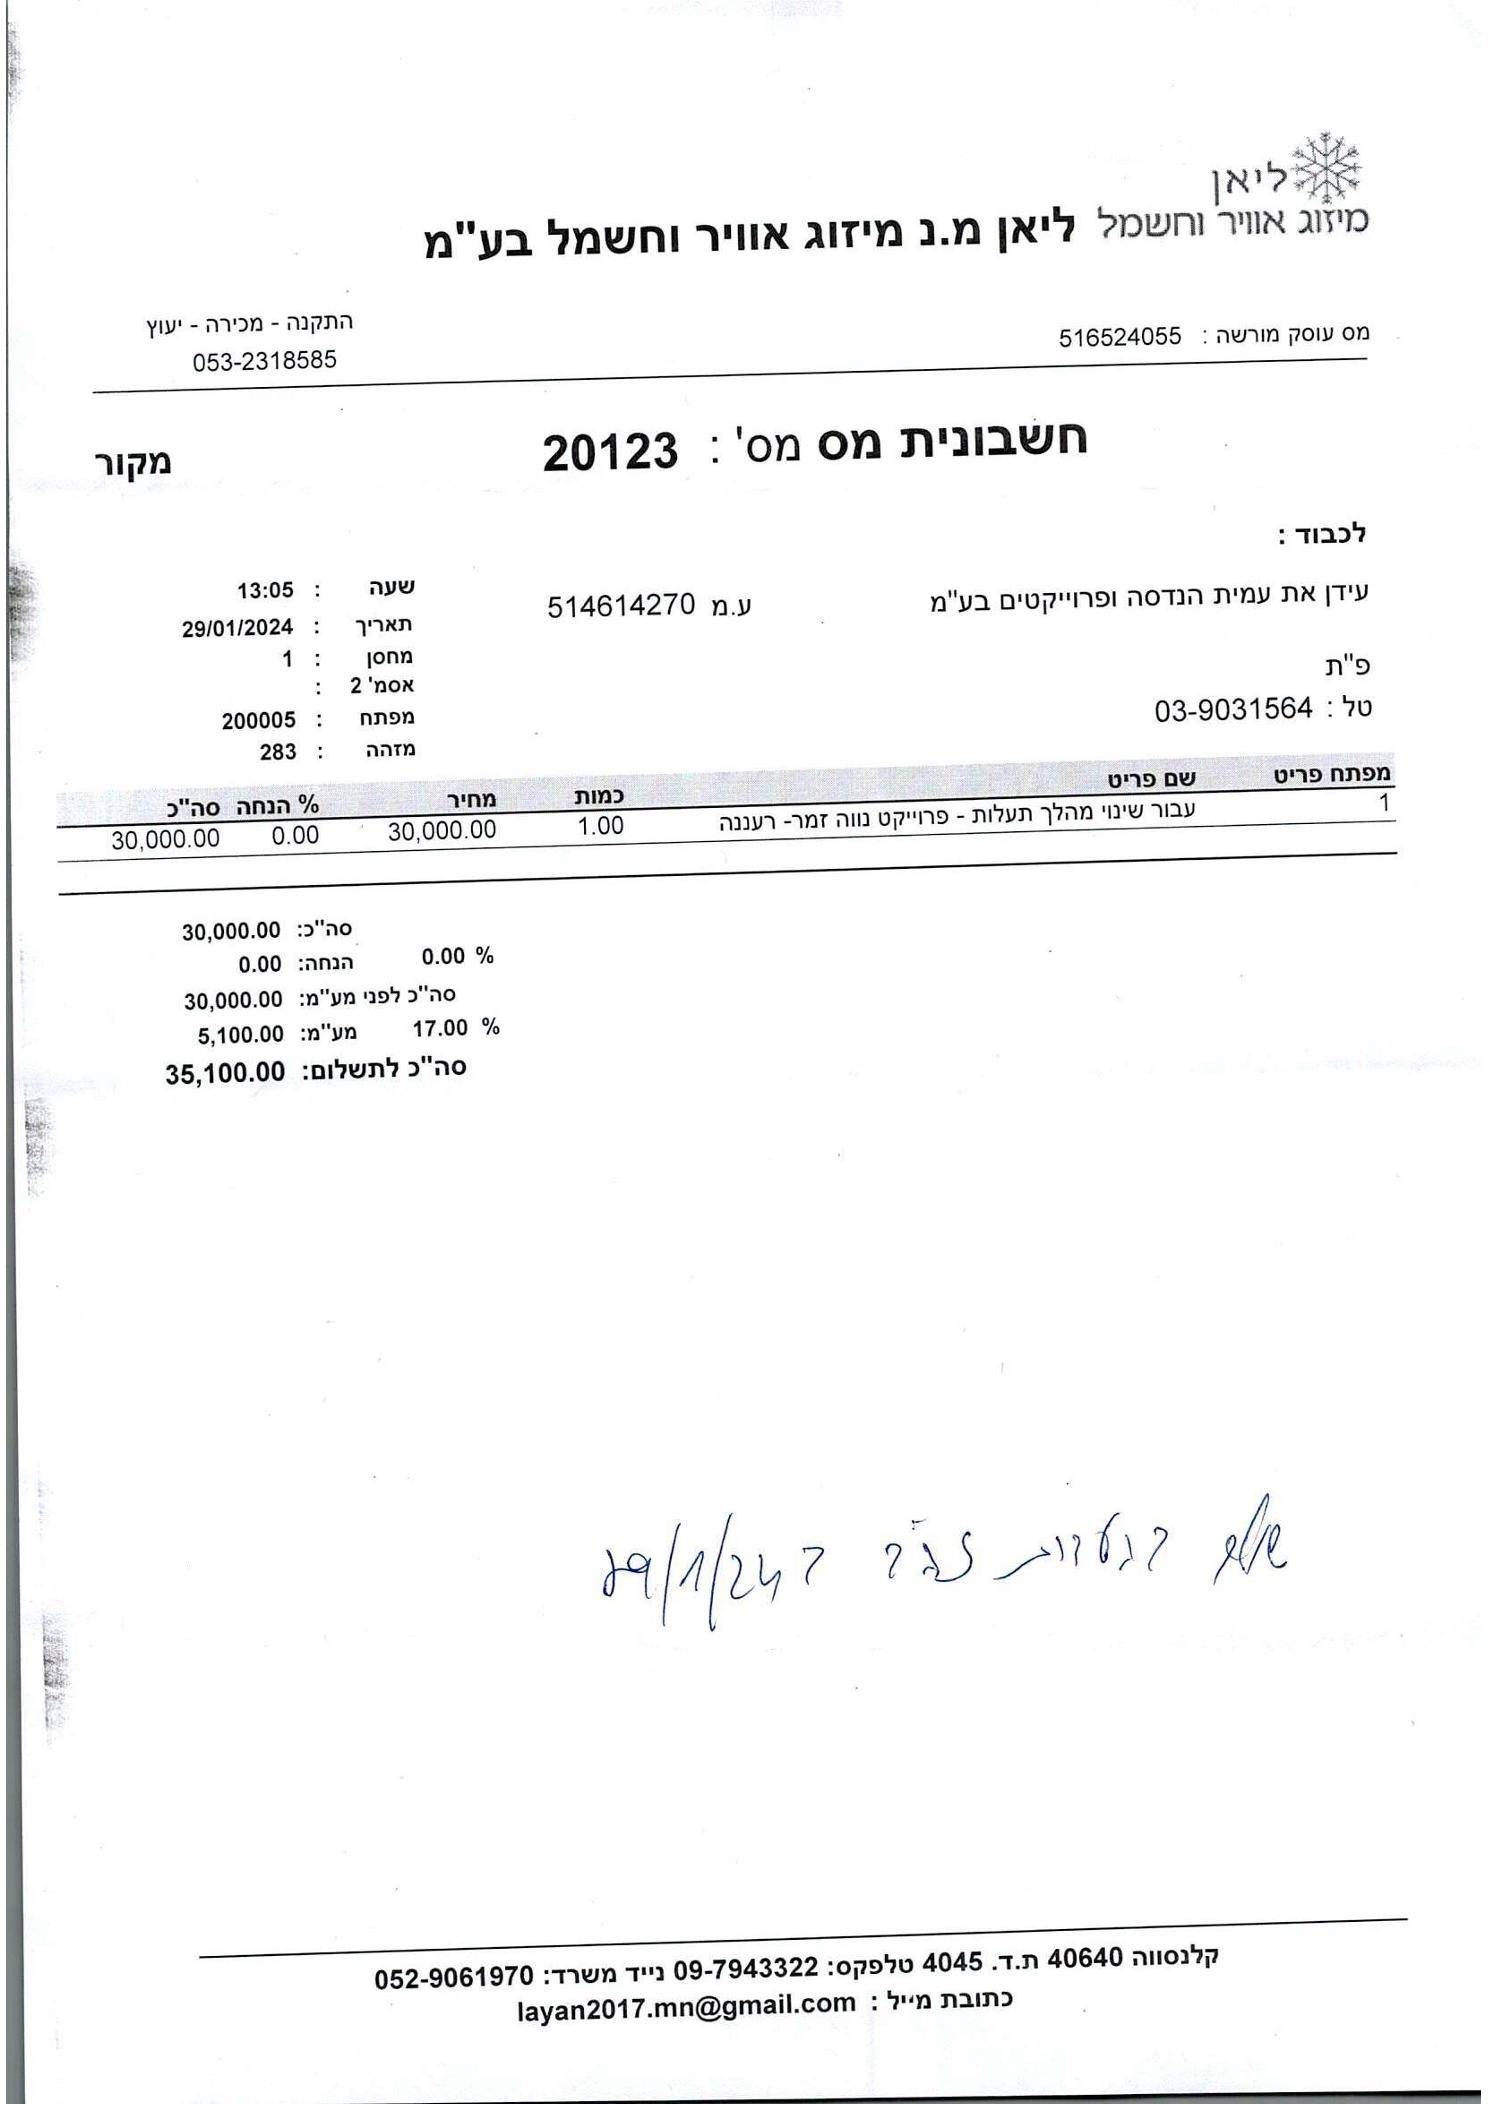 ליאן
מיזוג אוויר וחשמל
ליאן מ.נ מיזוג אוויר וחשמל בע"מ
מס עוסק מורשה : 516524055
התקנה - מכירה - יעוץ
053-2318585
חשבונית מס מס' : 20123
מקור
לכבוד :
עידן את עמית הנדסה ופרוייקטים בע"מ ע.מ 514614270
פ"ת
טל : 03-9031564
שעה : 13:05
תאריך : 29/01/2024
מחסן : 1
אסמ' 2 :
מפתח : 200005
מזהה : 283
מפתח פריט שם פריט כמות מחיר % הנחה סה"כ
1 עבור שינוי מהלך תעלות - פרוייקט נווה זמר- רעננה 1.00 30,000.00 0.00 30,000.00
סה"כ: 30,000.00
% 0.00 הנחה: 0.00
סה"כ לפני מע"מ: 30,000.00
% 17.00 מע"מ: 5,100.00
סה"כ לתשלום: 35,100.00
29/1/24
קלנסווה 40640 ת.ד. 4045 טלפקס: 09-7943322 נייד משרד: 052-9061970
כתובת מייל : layan2017.mn@gmail.com